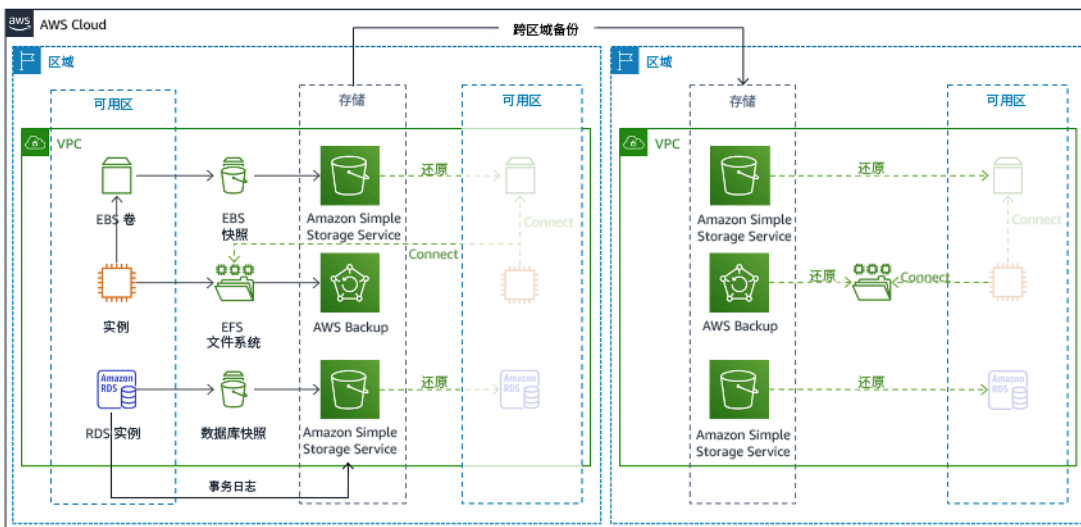 aws
AWS Cloud
跨区域备份
区域
区域
可用区
存储
可用区
存储
可用区
VPC
VPC
还原
还原
EBS 卷
EBS
快照
Amazon Simple
Storage Service
Connect
Amazon Simple
Storage Service
Connect
Connect
还原
Connect
实例
EFS
文件系统
AWS Backup
AWS Backup
Amazon
RDS
还原
Amazon
RDS
还原
Amazon
RDS
RDS 实例
数据库快照
Amazon Simple
Storage Service
Amazon Simple
Storage Service
事务日志